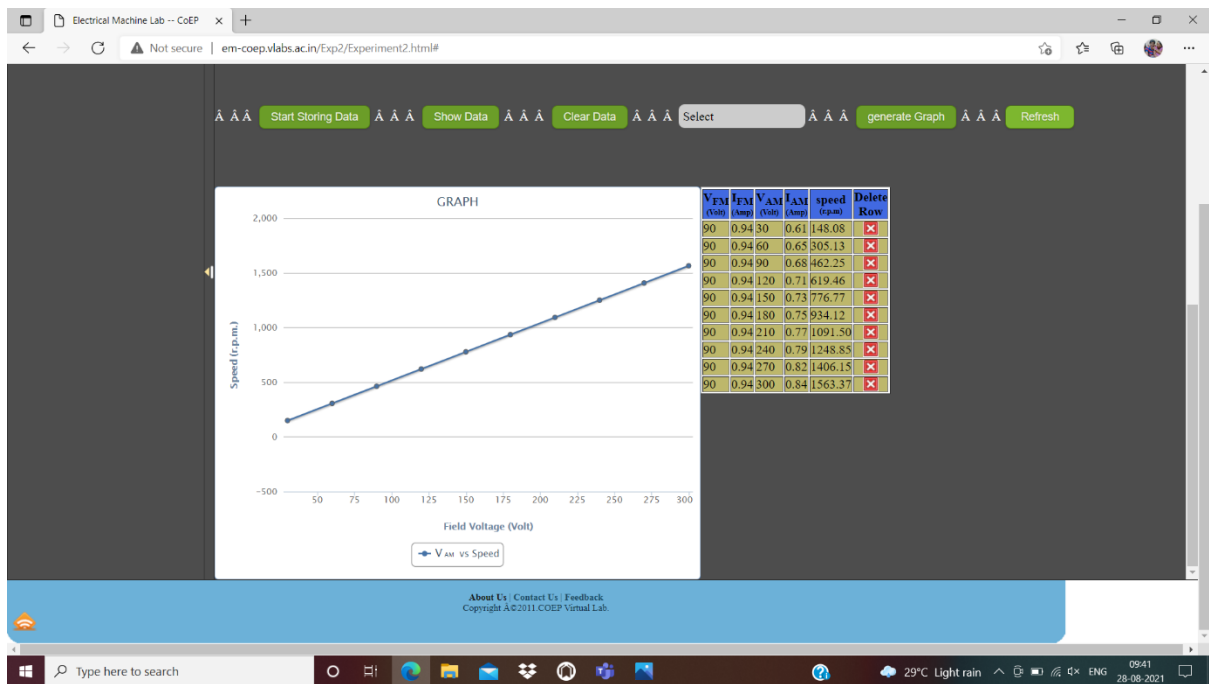 Electrical Machine Lab -- CoEP
Not secure | em-coep.vlabs.ac.in/Exp2/Experiment2.html#
Â Â Â Start Storing Data Â Â Â Show Data Â Â Â Clear Data Â Â Â Select Â Â Â generate Graph Â Â Â Refresh
GRAPH
2,000
1,500
1,000
500
0
-500
Speed (r.p.m.)
50 75 100 125 150 175 200 225 250 275 300
Field Voltage (Volt)
V AM vs Speed
VFM (Volt) IFM (Amp) VAM (Volt) IAM (Amp) speed (r.p.m) Delete Row
90 0.94 30 0.61 148.08
90 0.94 60 0.65 305.13
90 0.94 90 0.68 462.25
90 0.94 120 0.71 619.46
90 0.94 150 0.73 776.77
90 0.94 180 0.75 934.12
90 0.94 210 0.77 1091.50
90 0.94 240 0.79 1248.85
90 0.94 270 0.82 1406.15
90 0.94 300 0.84 1563.37
About Us | Contact Us | Feedback
Copyright Â©2011 COEP Virtual Lab.
Type here to search
29°C Light rain
ENG
09:41
28-08-2021